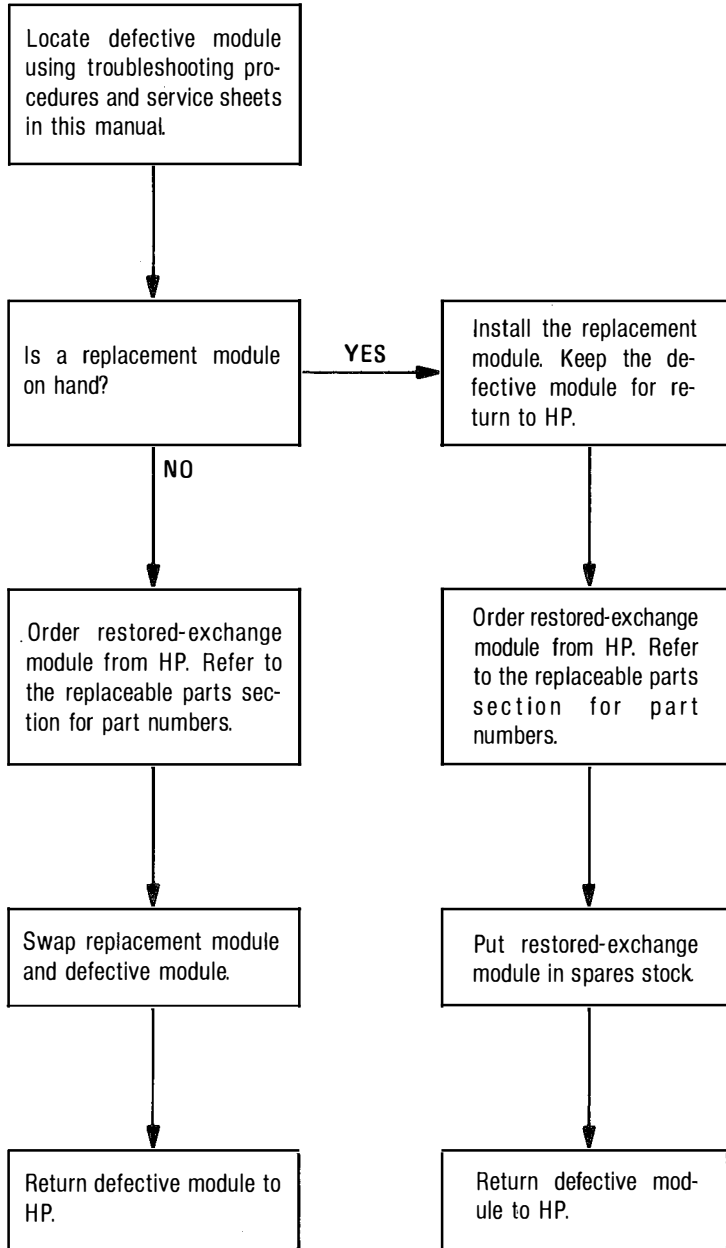 Locate defective module
using troubleshooting pro-
cedures and service sheets
in this manual.
Is a replacement module
on hand?
YES
Install the replacement
module. Keep the de-
fective module for re-
turn to HP.
NO
Order restored-exchange
module from HP. Refer to
the replaceable parts sec-
tion for part numbers.
Order restored-exchange
module from HP. Refer
to the replaceable parts
section for part
numbers.
Swap replacement module
and defective module.
Put restored-exchange
module in spares stock.
Return defective module to
HP.
Return defective mod-
ule to HP.